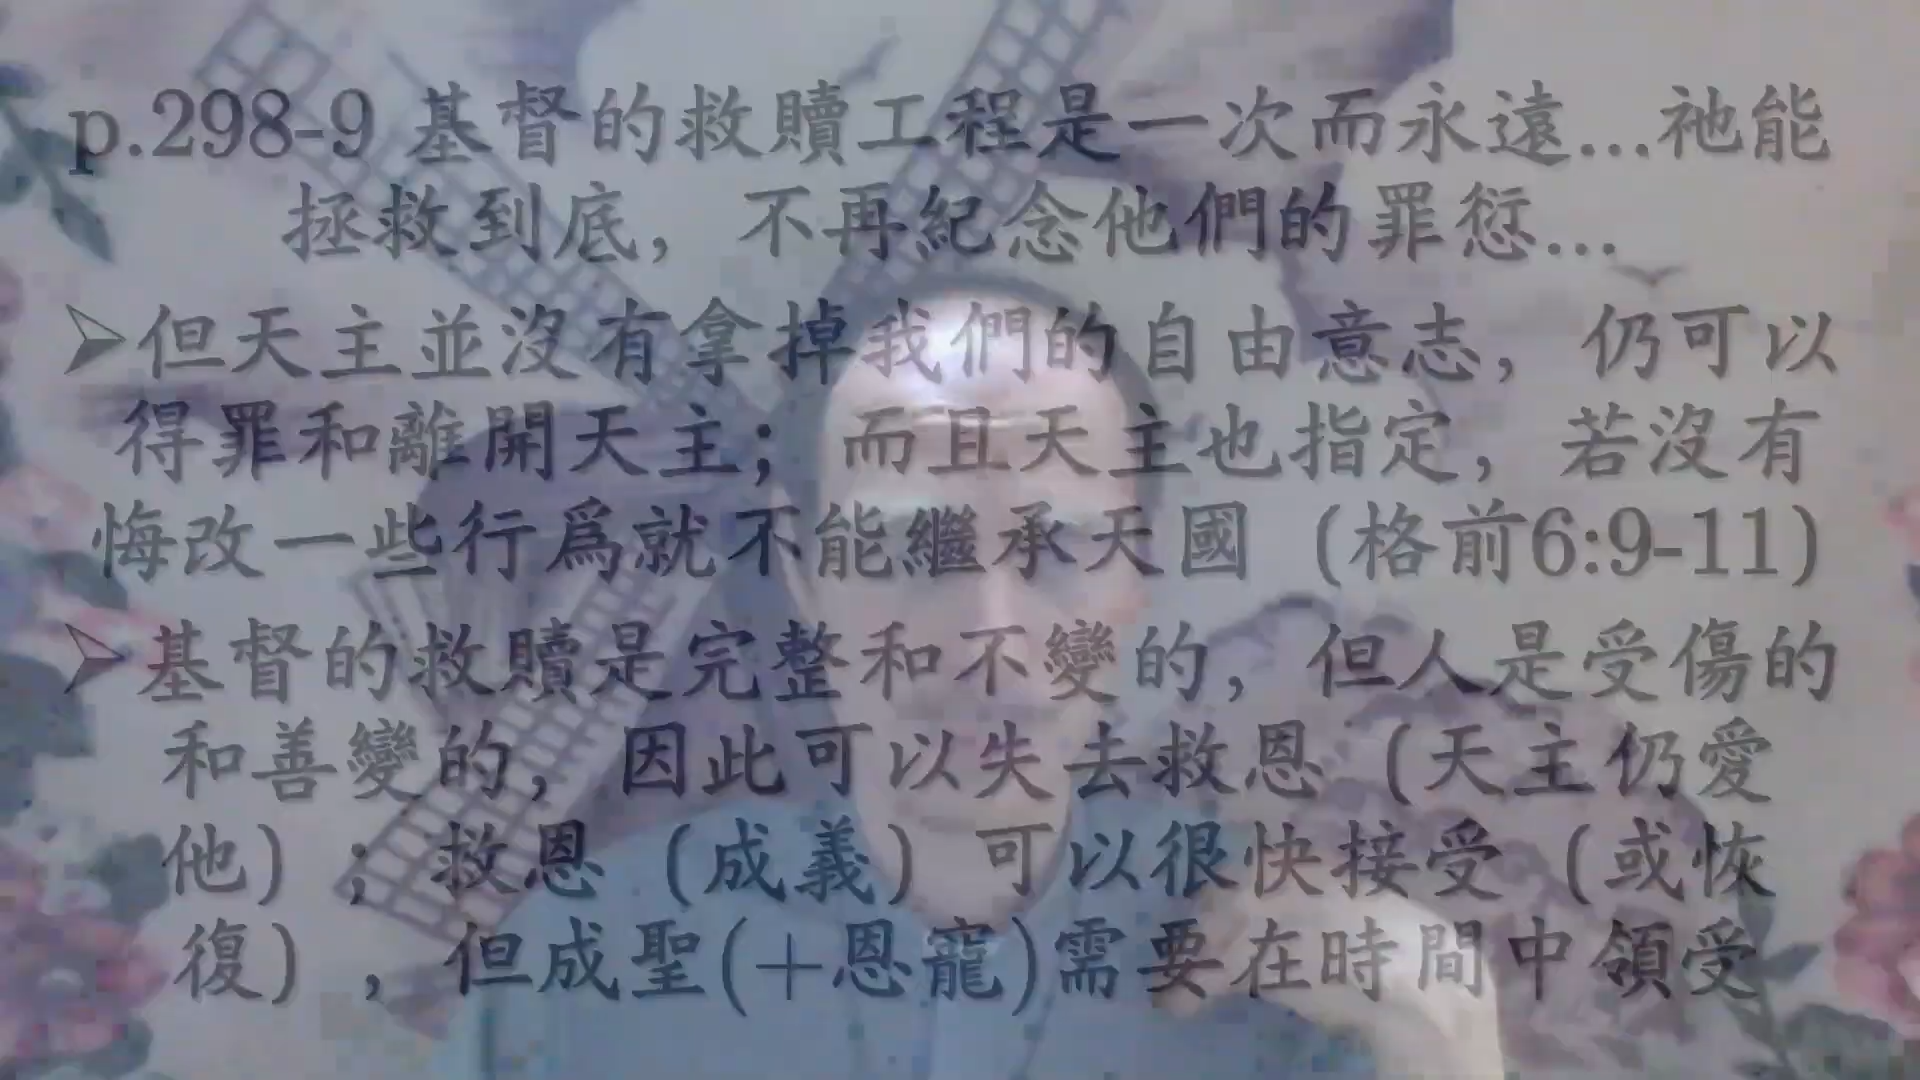 p.298-9 基督的救贖工程是一次而永遠...祂能
拯救到底，不再紀念他們的罪愆...
➢但天主並沒有拿掉我們的自由意志，仍可以
得罪和離開天主；而且天主也指定，若沒有
悔改一些行爲就不能繼承天國（格前6:9-11）
➢基督的救贖是完整和不變的，但人是受傷的
和善變的，因此可以失去救恩（天主仍愛
他）；救恩（成義）可以很快接受（或恢
復），但成聖(+恩寵)需要在時間中領受